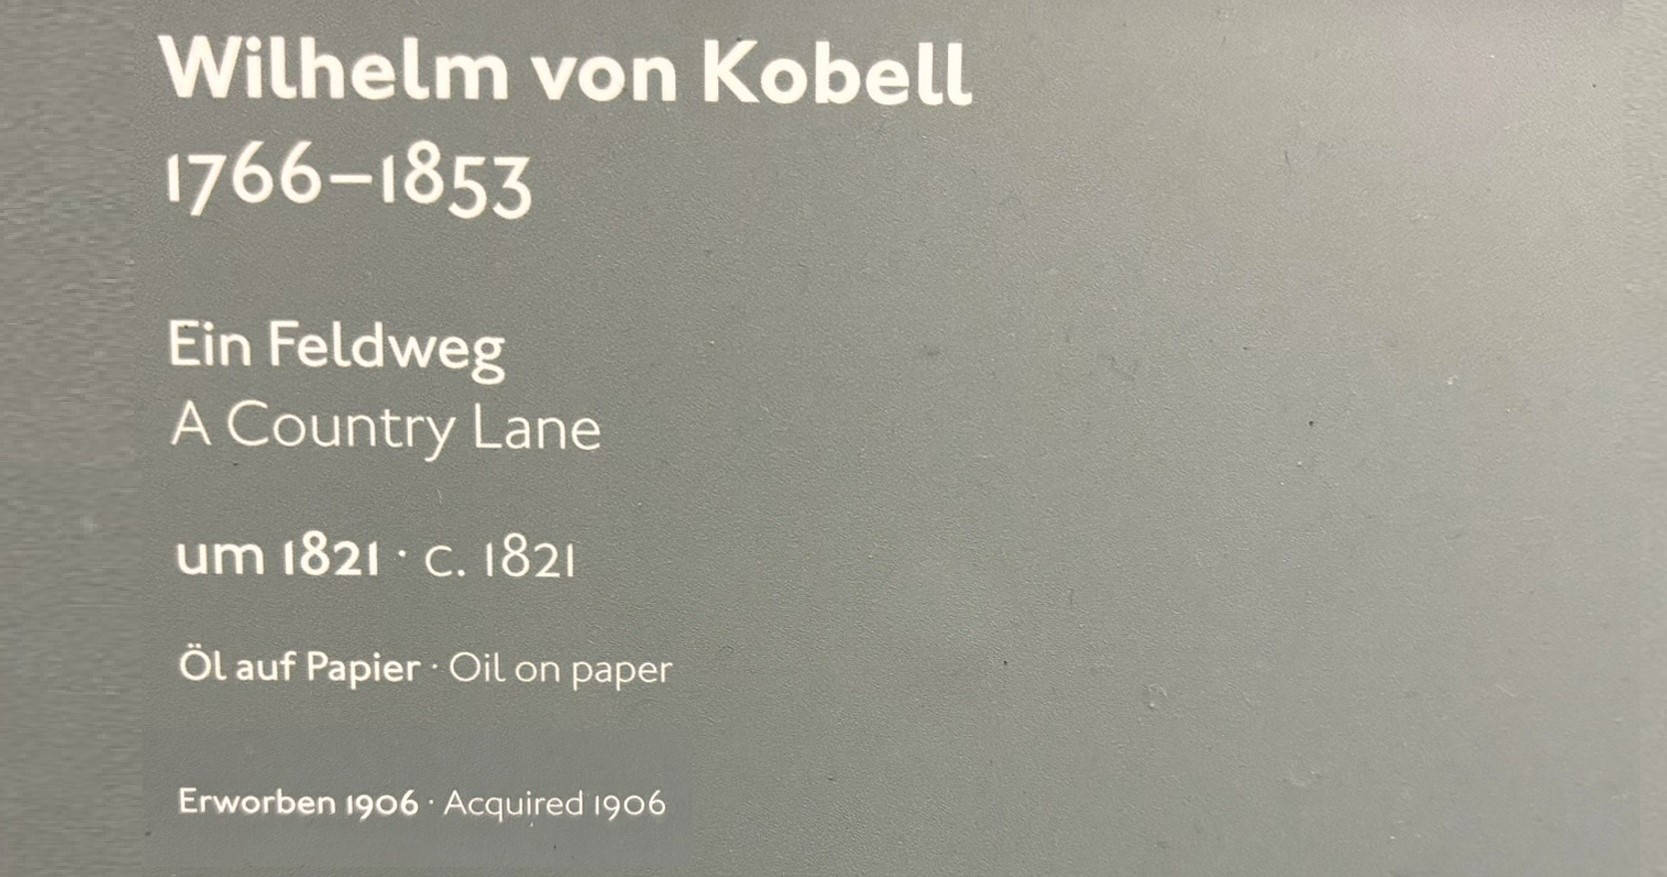 Wilhelm von Kobell
1766–1853
Ein Feldweg
A Country Lane
um 1821 · c. 1821
Öl auf Papier · Oil on paper
Erworben 1906 · Acquired 1906